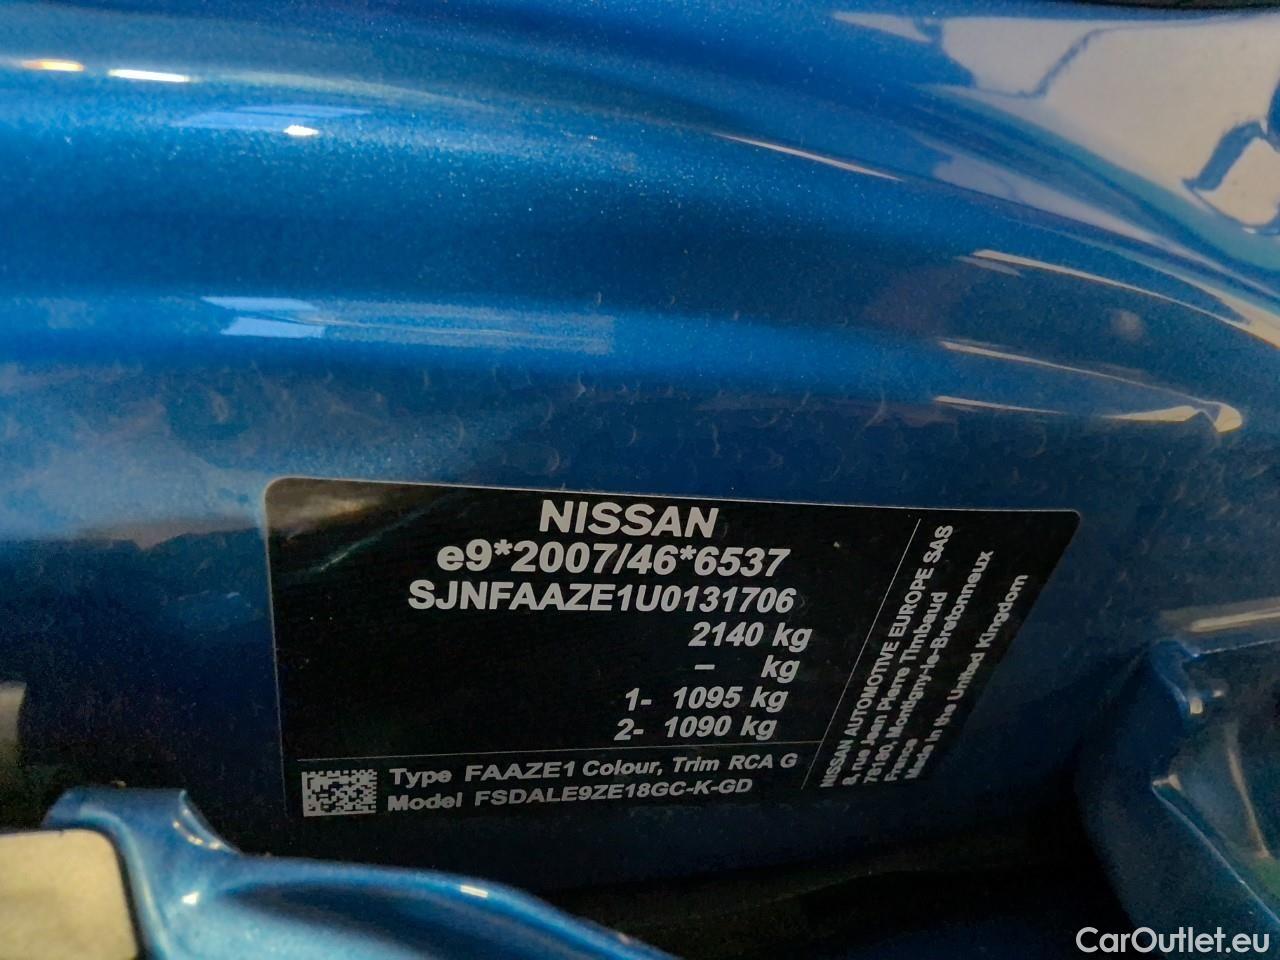 NISSAN
e9*2007/46*6537
SJNFAAZE1U0131706
2140 kg
– kg
1- 1095 kg
2- 1090 kg
Type FAAZE1 Colour, Trim RCA G
Model FSDALE9ZE18GC-K-GD
NISSAN AUTOMOTIVE EUROPE SAS
8, rue Jean Pierre Timbaud
78180, Montigny-le-Bretonneux
France
Made in the United Kingdom
CarOutlet.eu